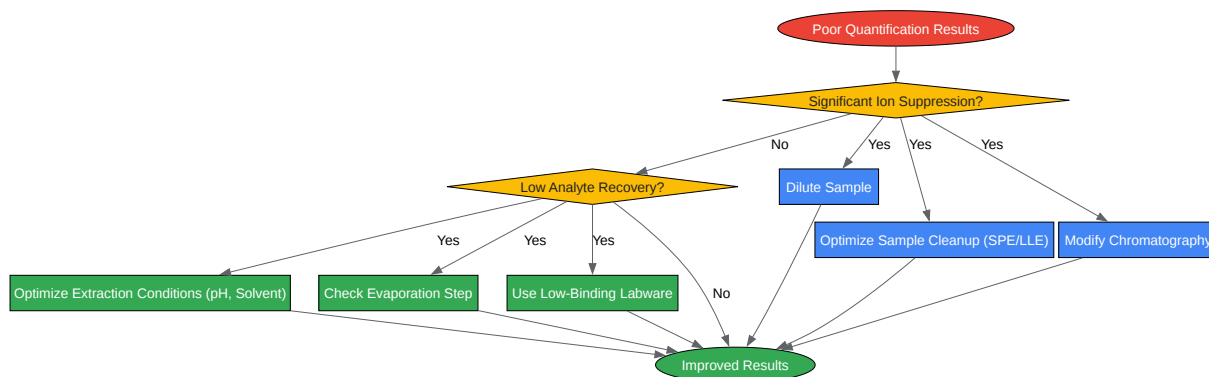 Poor Quantification Results
Significant Ion Suppression?
No
Yes
Yes
Yes
Low Analyte Recovery?
Dilute Sample
Yes
Yes
Yes
Optimize Sample Cleanup (SPE/LLE)
Modify Chromatography
Optimize Extraction Conditions (pH, Solvent)
Check Evaporation Step
Use Low-Binding Labware
No
Improved Results